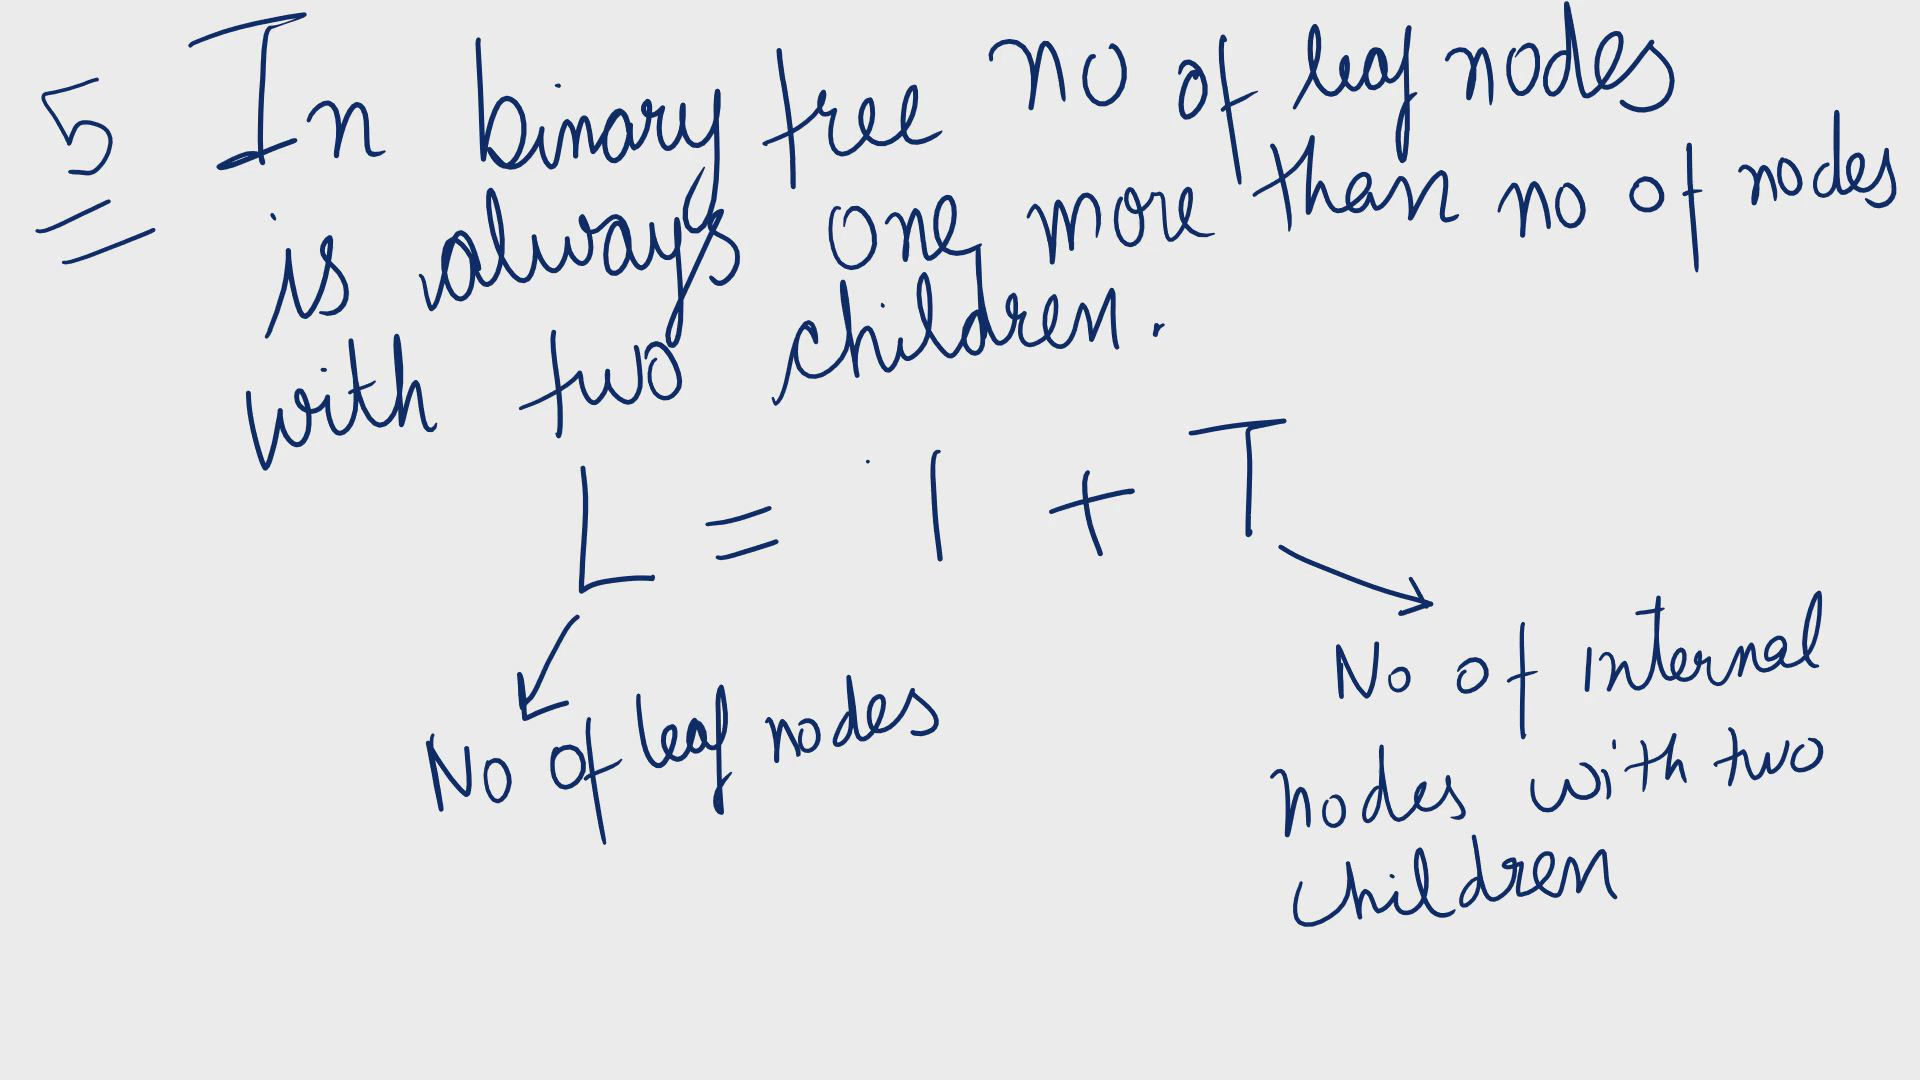 5 In binary tree no of leaf nodes
is always one more than no of nodes
with two children.
L = 1 + T
No of leaf nodes
No of internal
nodes with two
children